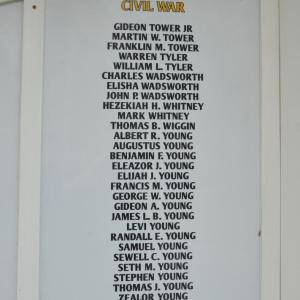 CIVIL WAR
GIDEON TOWER JR
MARTIN W. TOWER
FRANKLIN M. TOWER
WARREN TYLER
WILLIAM L. TYLER
CHARLES WADSWORTH
ELISHA WADSWORTH
JOHN P. WADSWORTH
HEZEKIAH H. WHITNEY
MARK WHITNEY
THOMAS B. WIGGIN
ALBERT R. YOUNG
AUGUSTUS YOUNG
BENJAMIN F. YOUNG
ELEAZOR J. YOUNG
ELIJAH J. YOUNG
FRANCIS M. YOUNG
GEORGE W. YOUNG
GIDEON A. YOUNG
JAMES L. B. YOUNG
LEVI YOUNG
RANDALL E. YOUNG
SAMUEL YOUNG
SEWELL C. YOUNG
SETH M. YOUNG
STEPHEN YOUNG
THOMAS J. YOUNG
ZEALOR YOUNG